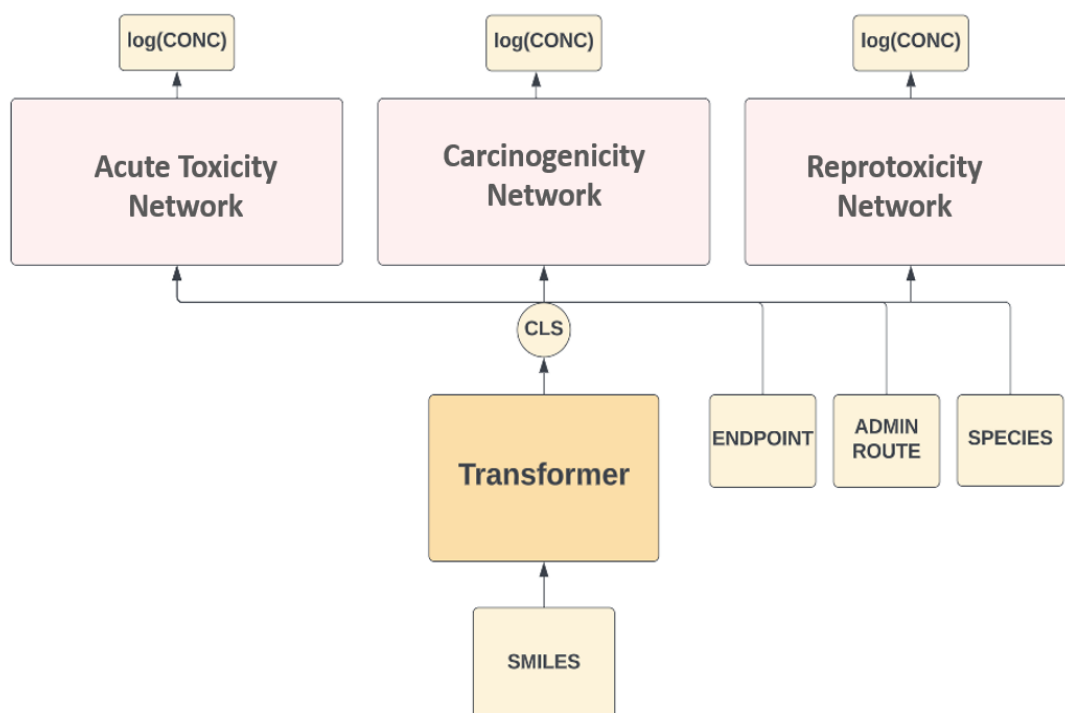 log(CONC)
log(CONC)
log(CONC)
Acute Toxicity
Network
Carcinogenicity
Network
Reprotoxicity
Network
CLS
ENDPOINT
ADMIN
ROUTE
SPECIES
Transformer
SMILES